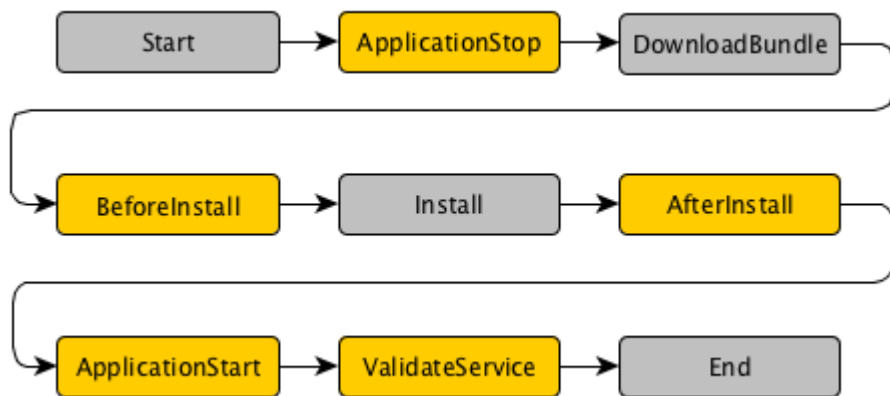 Start
ApplicationStop
DownloadBundle
BeforeInstall
Install
AfterInstall
ApplicationStart
ValidateService
End